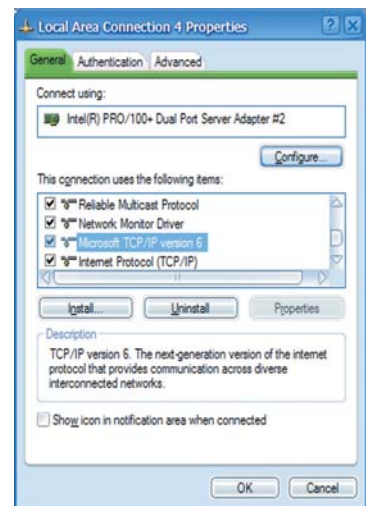 Local Area Connection 4 Properties
General Authentication Advanced
Connect using:
Intel(R) PRO/100+ Dual Port Server Adapter #2
Configure...
This connection uses the following items:
Reliable Multicast Protocol
Network Monitor Driver
Microsoft TCP/IP version 6
Internet Protocol (TCP/IP)
Install... Uninstall Properties
Description
TCP/IP version 6. The next-generation version of the internet
protocol that provides communication across diverse
interconnected networks.
Show icon in notification area when connected
OK Cancel